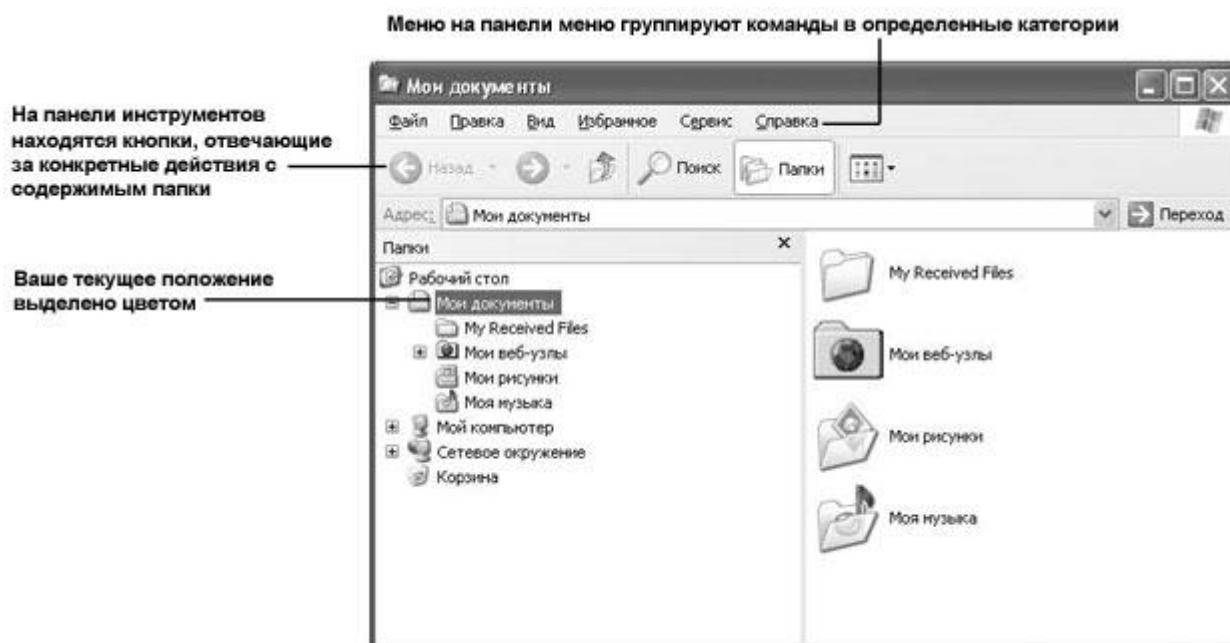 Меню на панели меню группируют команды в определенные категории
На панели инструментов
находятся кнопки, отвечающие
за конкретные действия с
содержимым папки
Ваше текущее положение
выделено цветом
Мои документы
Файл Правка Вид Избранное Сервис Справка
Назад Поиск Папки
Адрес: Мои документы Переход
Папки
Рабочий стол
Мои документы
My Received Files
Мои веб-узлы
Мои рисунки
Моя музыка
Мой компьютер
Сетевое окружение
Корзина
My Received Files
Мои веб-узлы
Мои рисунки
Моя музыка